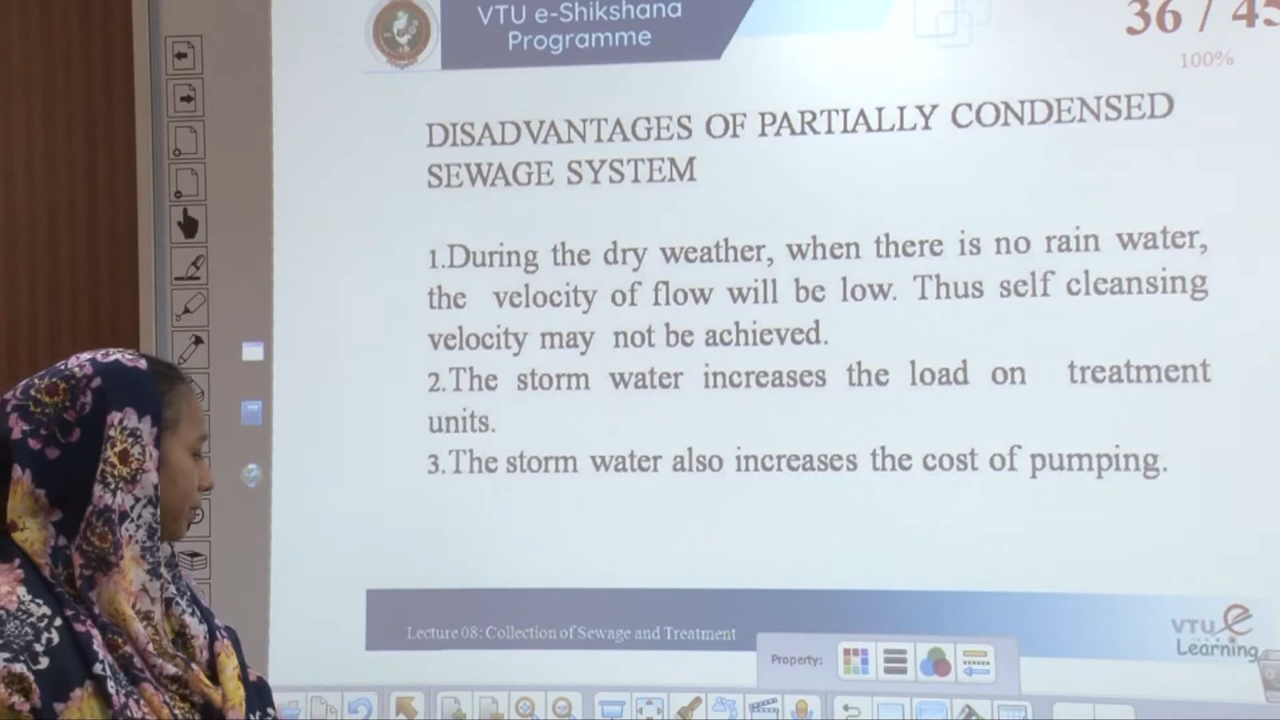 VTU e-Shikshana
Programme
36 / 45
100%
DISADVANTAGES OF PARTIALLY CONDENSED
SEWAGE SYSTEM
1.During the dry weather, when there is no rain water,
the velocity of flow will be low. Thus self cleansing
velocity may not be achieved.
2.The storm water increases the load on treatment
units.
3.The storm water also increases the cost of pumping.
Lecture 08: Collection of Sewage and Treatment
VTU e
Learning
Property: